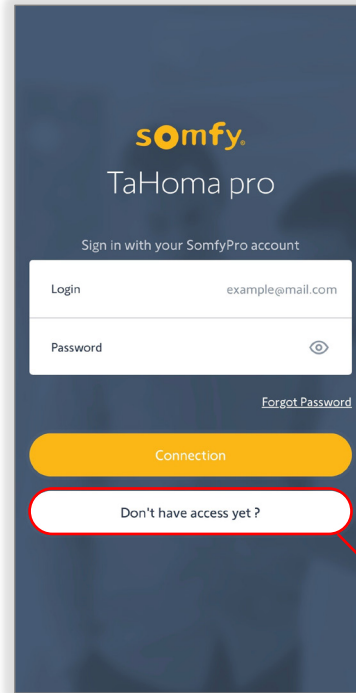 somfy.
TaHoma pro
Sign in with your SomfyPro account
Login example@mail.com
Password
Forgot Password
Connection
Don't have access yet ?